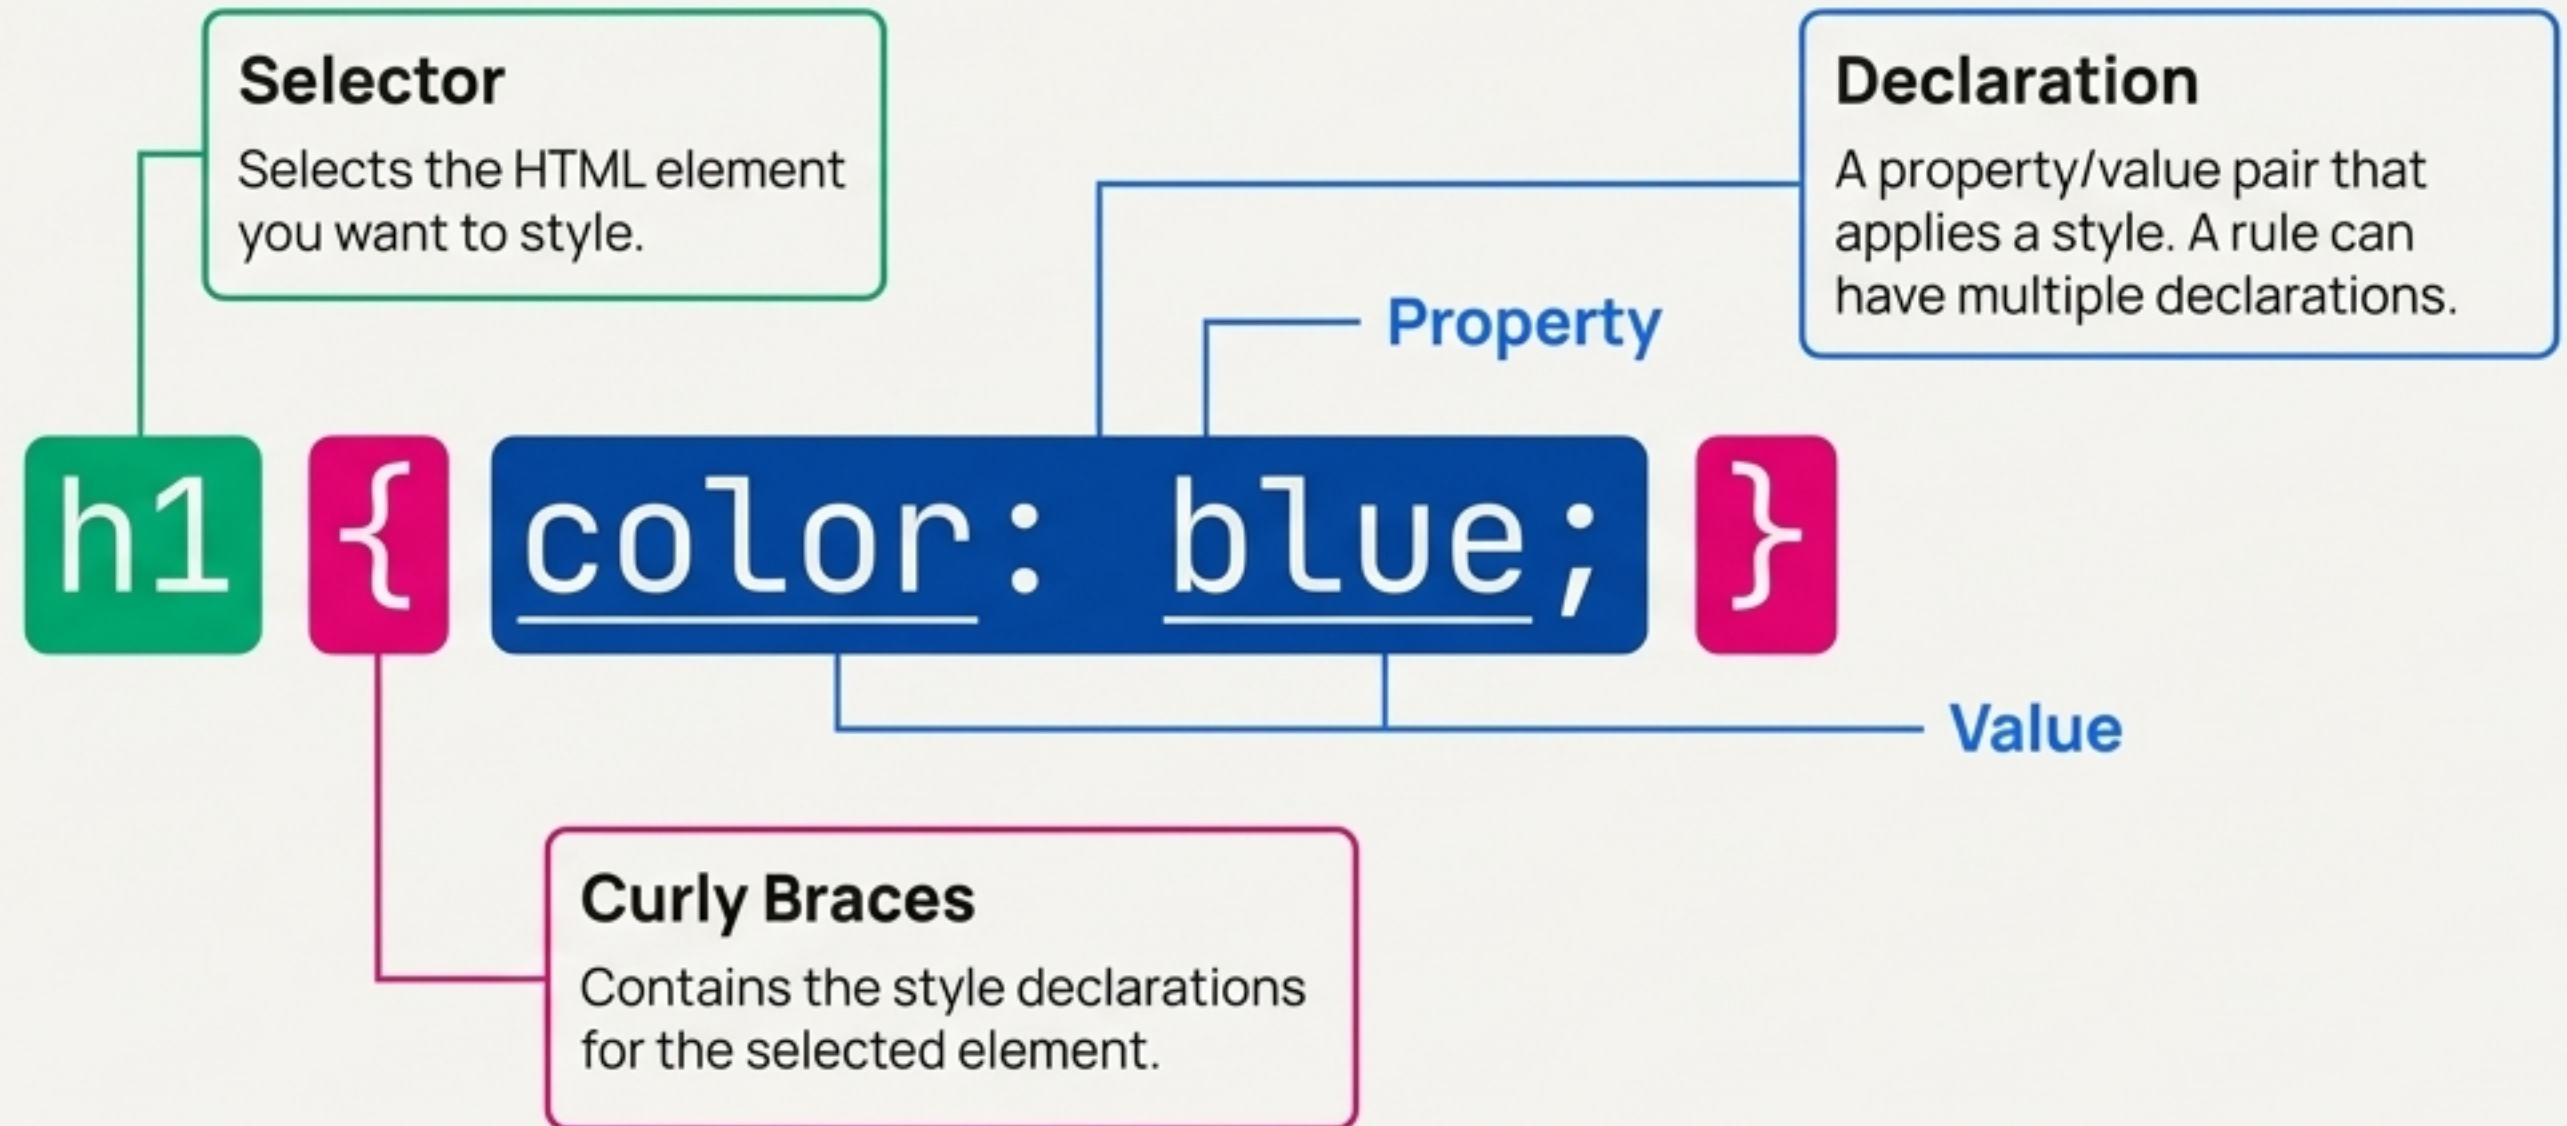 Selector
Selects the HTML element
you want to style.
Declaration
A property/value pair that
applies a style. A rule can
have multiple declarations.
Property
h1 { color: blue; }
Value
Curly Braces
Contains the style declarations
for the selected element.